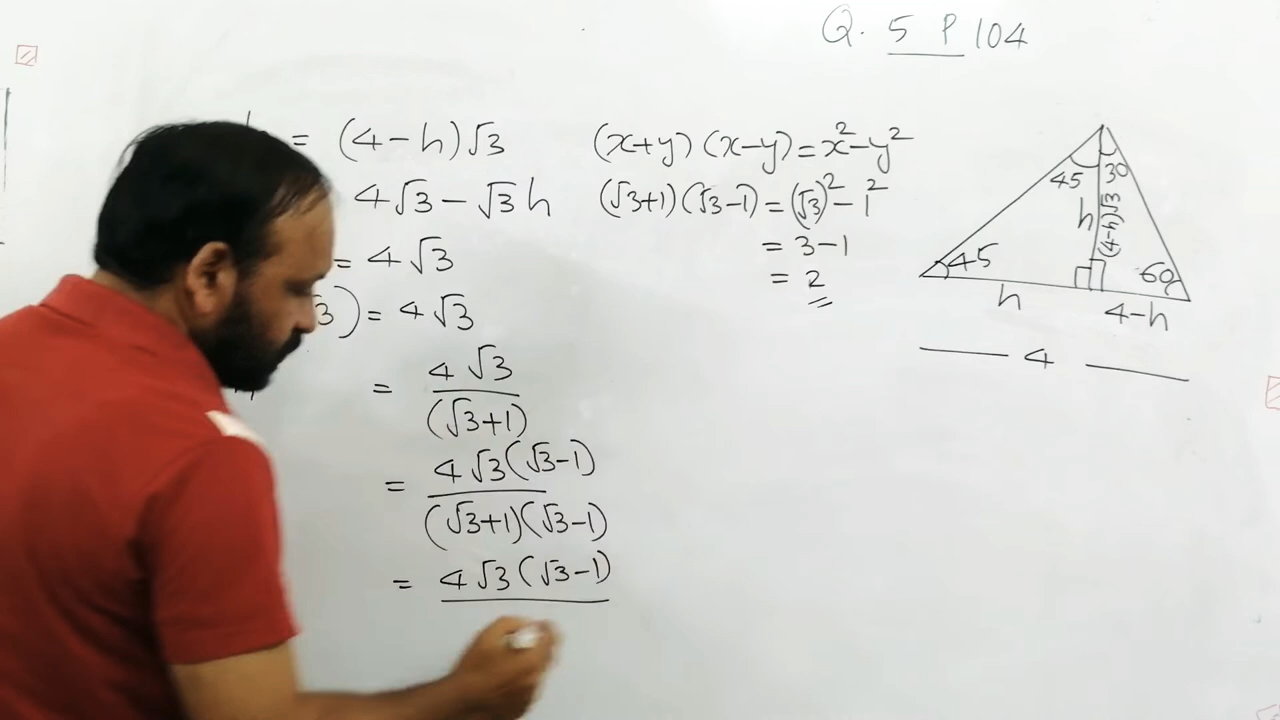 Q. 5 P 104
h = (4-h)√3
4√3 - √3 h
= 4√3
3) = 4√3
= 4√3
(√3+1)
= 4√3(√3-1)
(√3+1)(√3-1)
= 4√3(√3-1)
(x+y)(x-y) = x²-y²
(√3+1)(√3-1) = (√3)²-1²
= 3-1
= 2
45
30
h
(4-h)√3
45
60
h
4-h
4